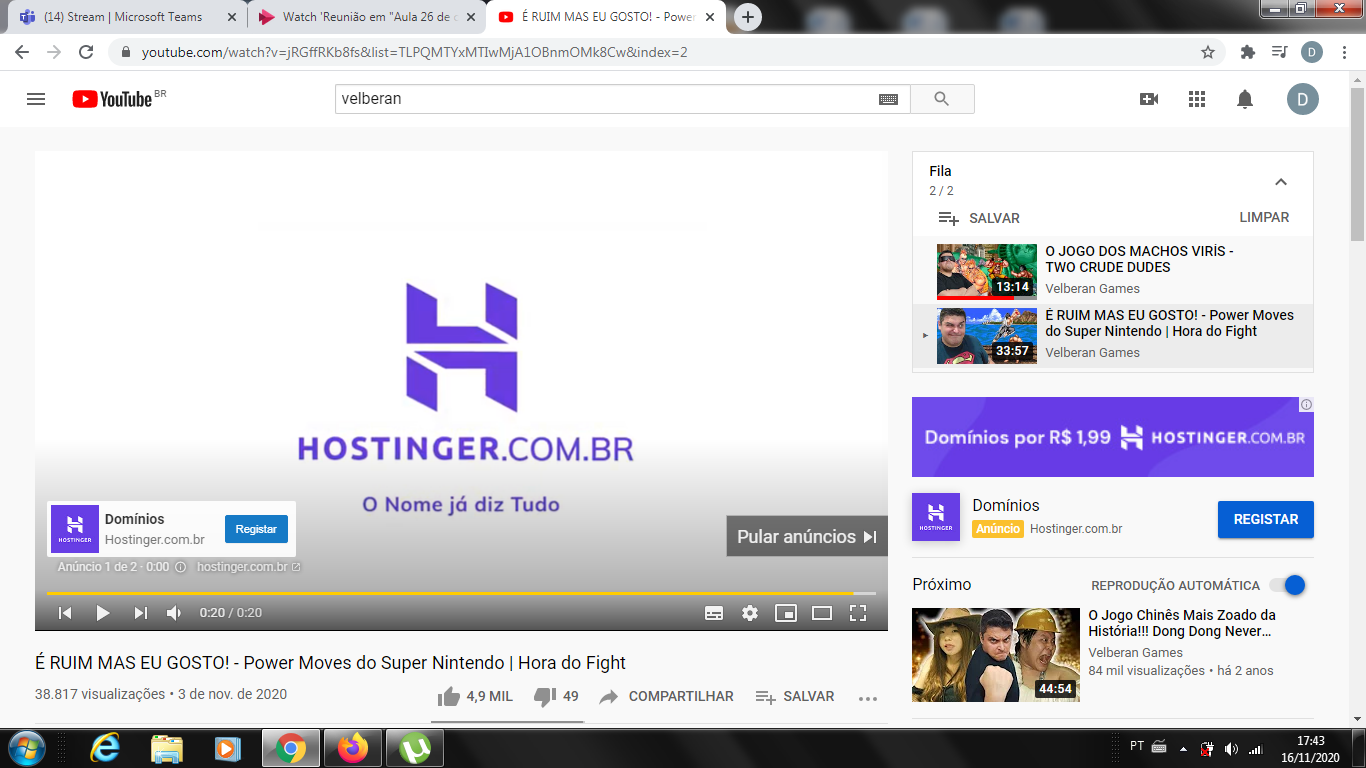 (14) Stream | Microsoft Teams
Watch 'Reunião em "Aula 26 de c
É RUIM MAS EU GOSTO! - Power
youtube.com/watch?v=jRGffRKb8fs&list=TLPQMTYxMTIwMjA1OBnmOMk8Cw&index=2
D
YouTube BR
velberan
D
H
HOSTINGER.COM.BR
O Nome já diz Tudo
HOSTINGER
Domínios
Hostinger.com.br
Registar
Pular anúncios
Anúncio 1 de 2 · 0:00
hostinger.com.br
0:20 / 0:20
É RUIM MAS EU GOSTO! - Power Moves do Super Nintendo | Hora do Fight
38.817 visualizações • 3 de nov. de 2020
4,9 MIL
49
COMPARTILHAR
SALVAR
Fila
2 / 2
SALVAR
LIMPAR
13:14
O JOGO DOS MACHOS VIRÍS -
TWO CRUDE DUDES
Velberan Games
33:57
É RUIM MAS EU GOSTO! - Power Moves
do Super Nintendo | Hora do Fight
Velberan Games
Domínios por R$ 1,99 HOSTINGER.COM.BR
HOSTINGER
Domínios
Anúncio Hostinger.com.br
REGISTAR
Próximo
REPRODUÇÃO AUTOMÁTICA
44:54
O Jogo Chinês Mais Zoado da
História!!! Dong Dong Never...
Velberan Games
84 mil visualizações • há 2 anos
PT
17:43
16/11/2020